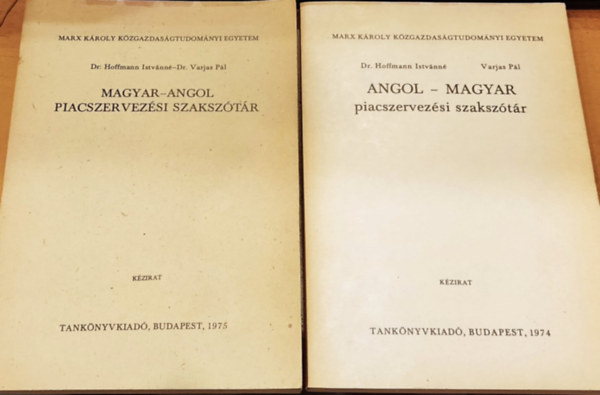 MARX KÁROLY KÖZGAZDASÁGTUDOMÁNYI EGYETEM
Dr. Hoffmann Istvánné–Dr. Varjas Pál
MAGYAR–ANGOL
PIACSZERVEZÉSI SZAKSZÓTÁR
KÉZIRAT
TANKÖNYVKIADÓ, BUDAPEST, 1975
MARX KÁROLY KÖZGAZDASÁGTUDOMÁNYI EGYETEM
Dr. Hoffmann Istvánné Varjas Pál
ANGOL – MAGYAR
piacszervezési szakszótár
KÉZIRAT
TANKÖNYVKIADÓ, BUDAPEST, 1974